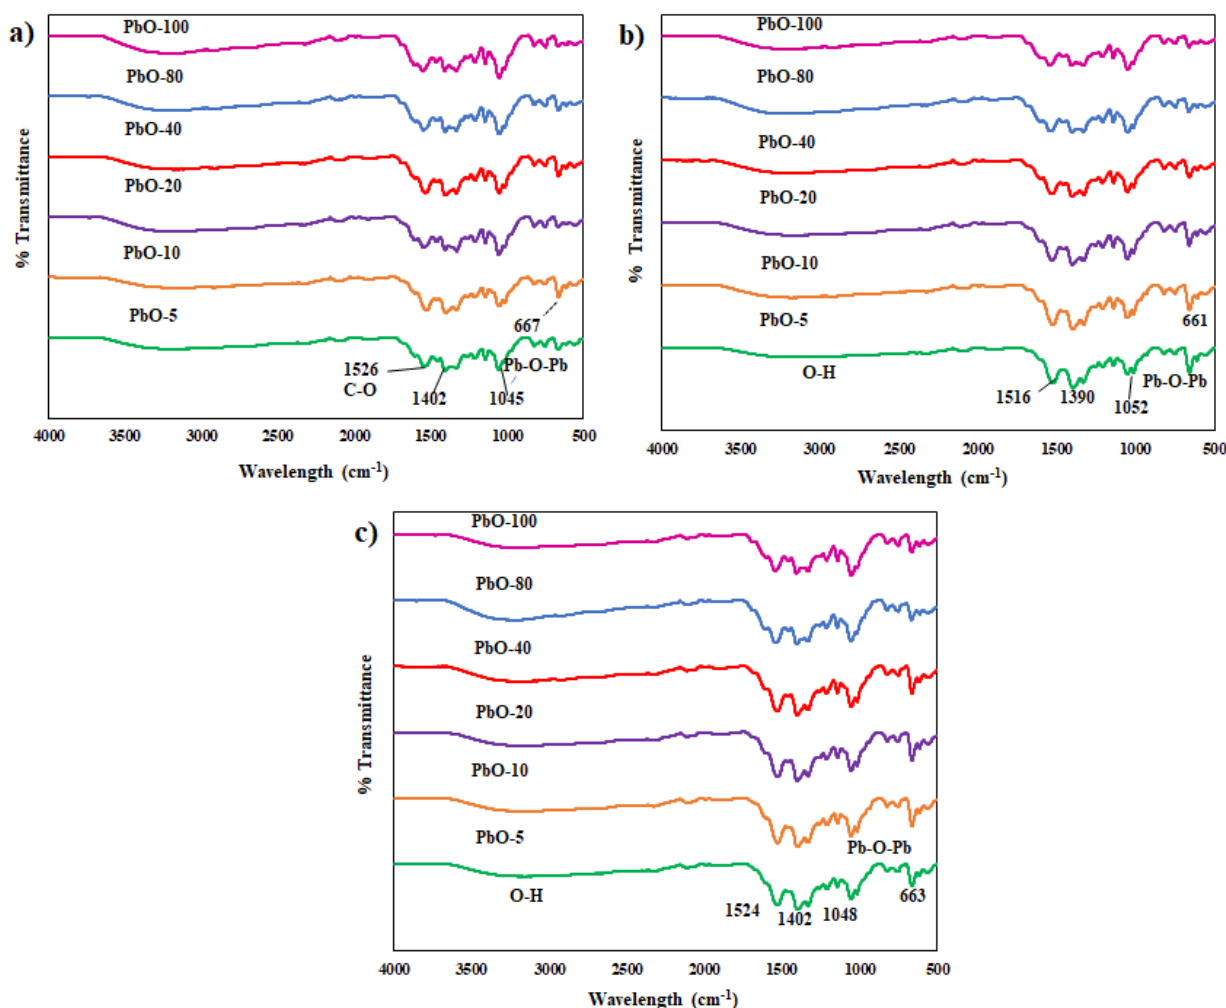 a)
PbO-100
PbO-80
PbO-40
PbO-20
PbO-10
PbO-5
% Transmittance
667
1526
C-O
1402
Pb-O-Pb
1045
4000 3500 3000 2500 2000 1500 1000 500
Wavelength (cm-1)
b)
PbO-100
PbO-80
PbO-40
PbO-20
PbO-10
PbO-5
% Transmittance
661
O-H
1516
1390
1052
Pb-O-Pb
4000 3500 3000 2500 2000 1500 1000 500
Wavelength (cm-1)
c)
PbO-100
PbO-80
PbO-40
PbO-20
PbO-10
PbO-5
% Transmittance
Pb-O-Pb
O-H
1524
1402
1048
663
4000 3500 3000 2500 2000 1500 1000 500
Wavelength (cm-1)